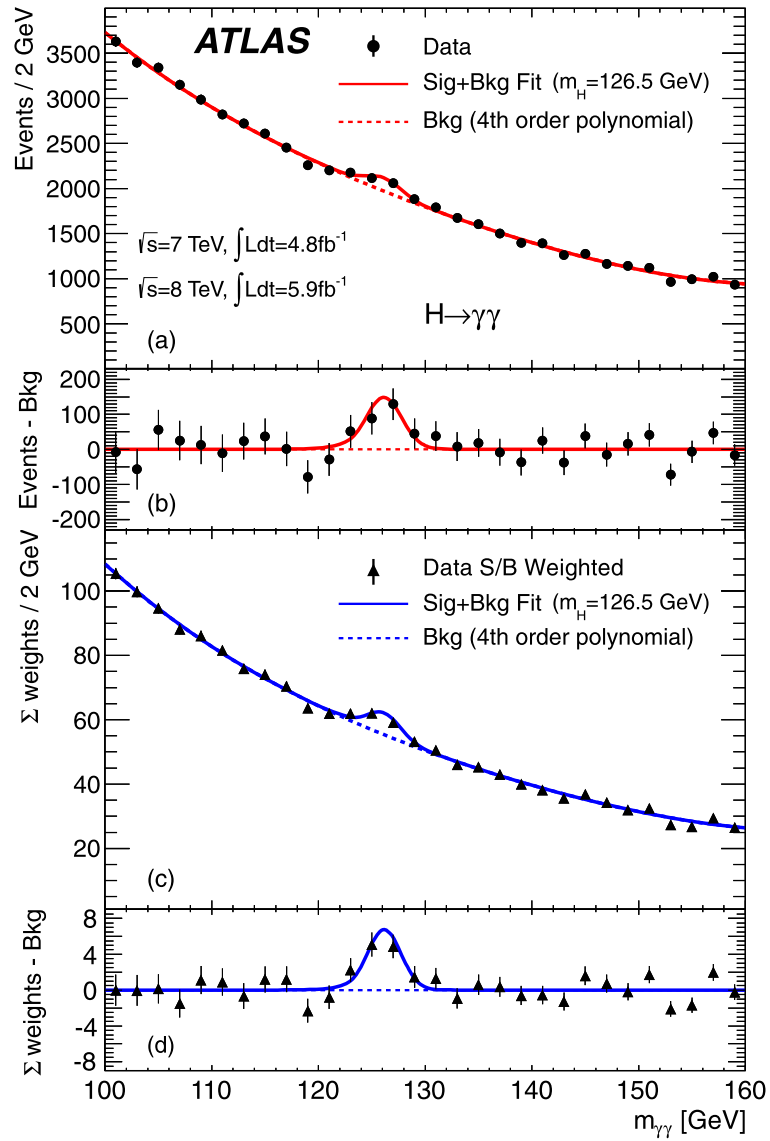 ATLAS
Data
Sig+Bkg Fit (mH=126.5 GeV)
Bkg (4th order polynomial)
Events / 2 GeV
3500
3000
2500
2000
1500
1000
500
√s=7 TeV, ∫Ldt=4.8fb⁻¹
√s=8 TeV, ∫Ldt=5.9fb⁻¹
H→γγ
(a)
Events - Bkg
200
100
0
-100
-200
(b)
Σ weights / 2 GeV
100
80
60
40
20
Data S/B Weighted
Sig+Bkg Fit (mH=126.5 GeV)
Bkg (4th order polynomial)
(c)
Σ weights - Bkg
8
4
0
-4
-8
(d)
100 110 120 130 140 150 160
mγγ [GeV]